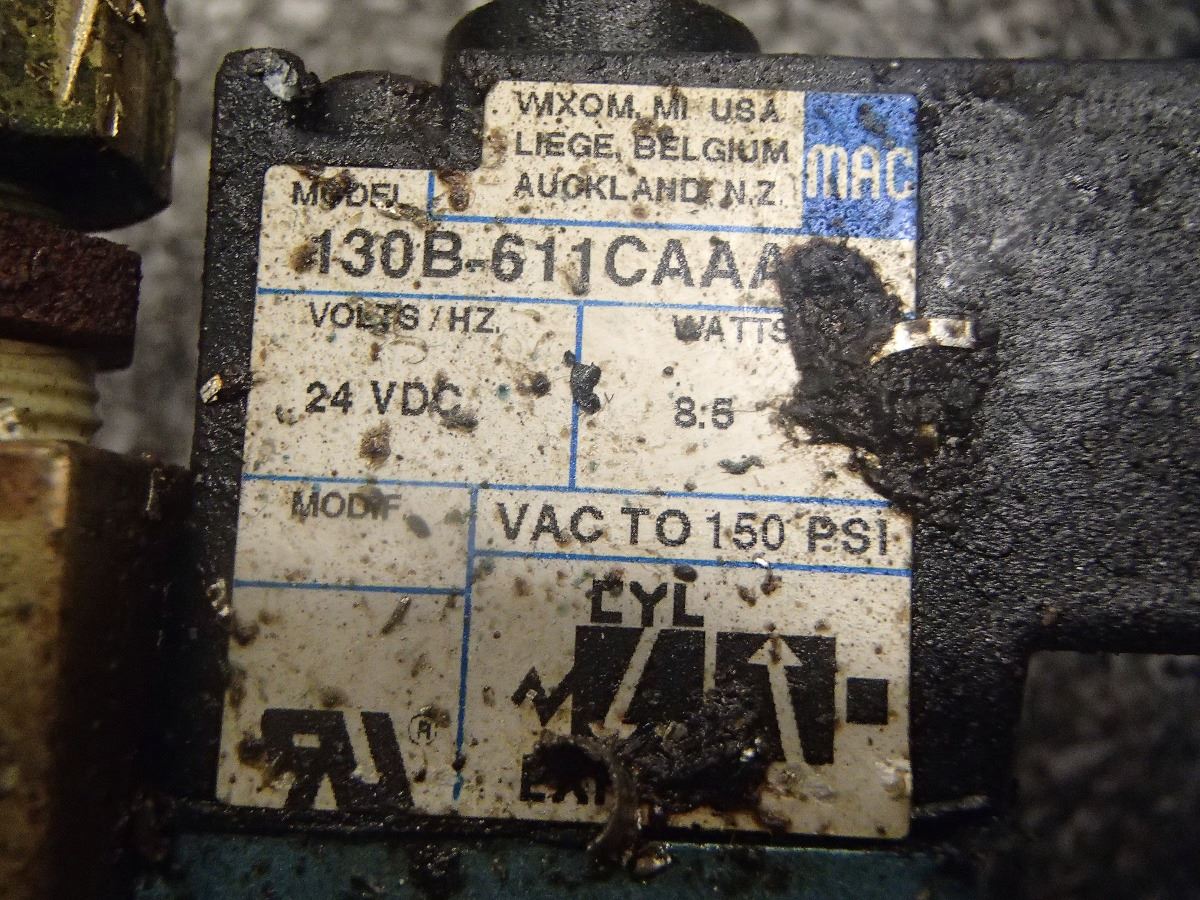 WIXOM, MI USA
LIEGE, BELGIUM
AUCKLAND, N.Z.
MAC
MODEL
130B-611CAAA
VOLTS/HZ.
WATTS
24 VDC
8.5
MODIF.
VAC TO 150 PSI
CYL